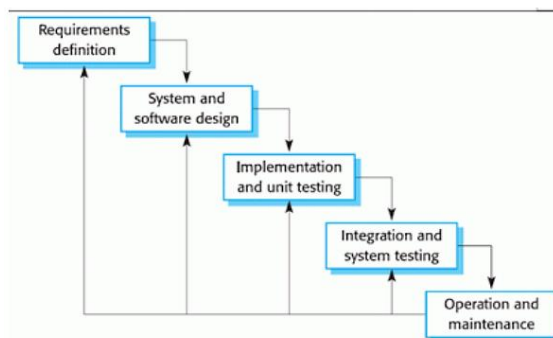 Requirements
definition
System and
software design
Implementation
and unit testing
Integration and
system testing
Operation and
maintenance